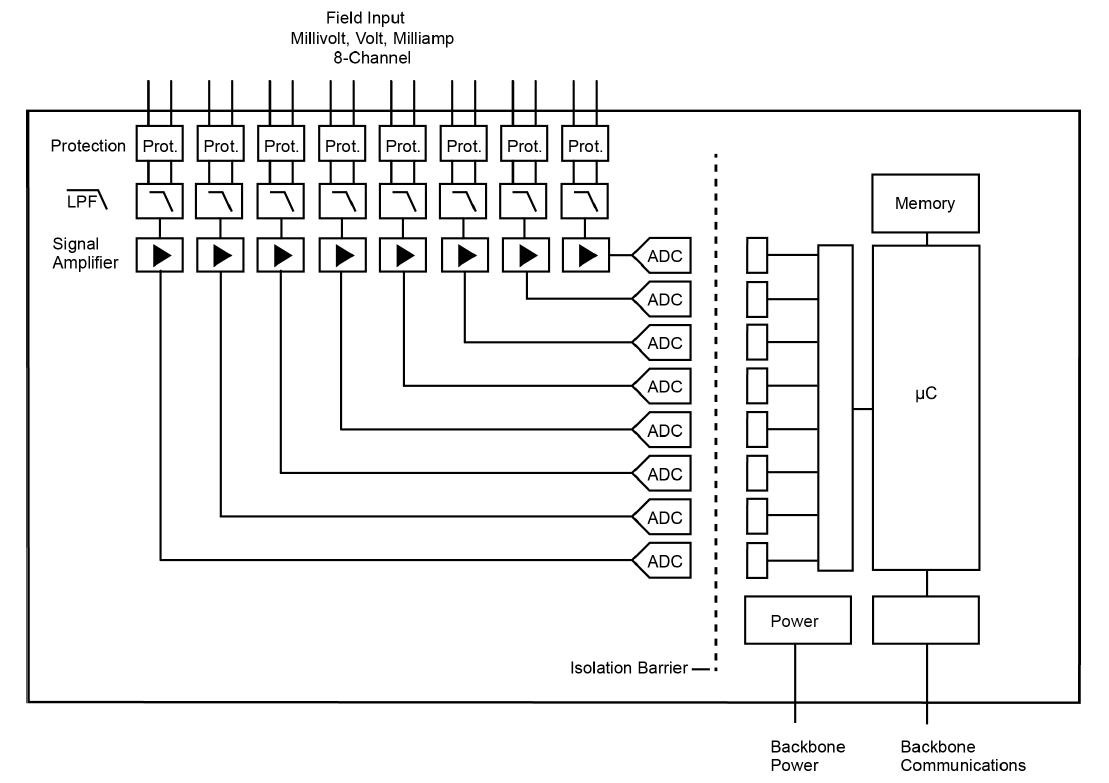 Field Input
Millivolt, Volt, Milliamp
8-Channel
Protection
Prot. Prot. Prot. Prot. Prot. Prot. Prot. Prot.
LPF
Signal
Amplifier
ADC
ADC
ADC
ADC
ADC
ADC
ADC
ADC
Memory
µC
Power
Isolation Barrier
Backbone
Power
Backbone
Communications